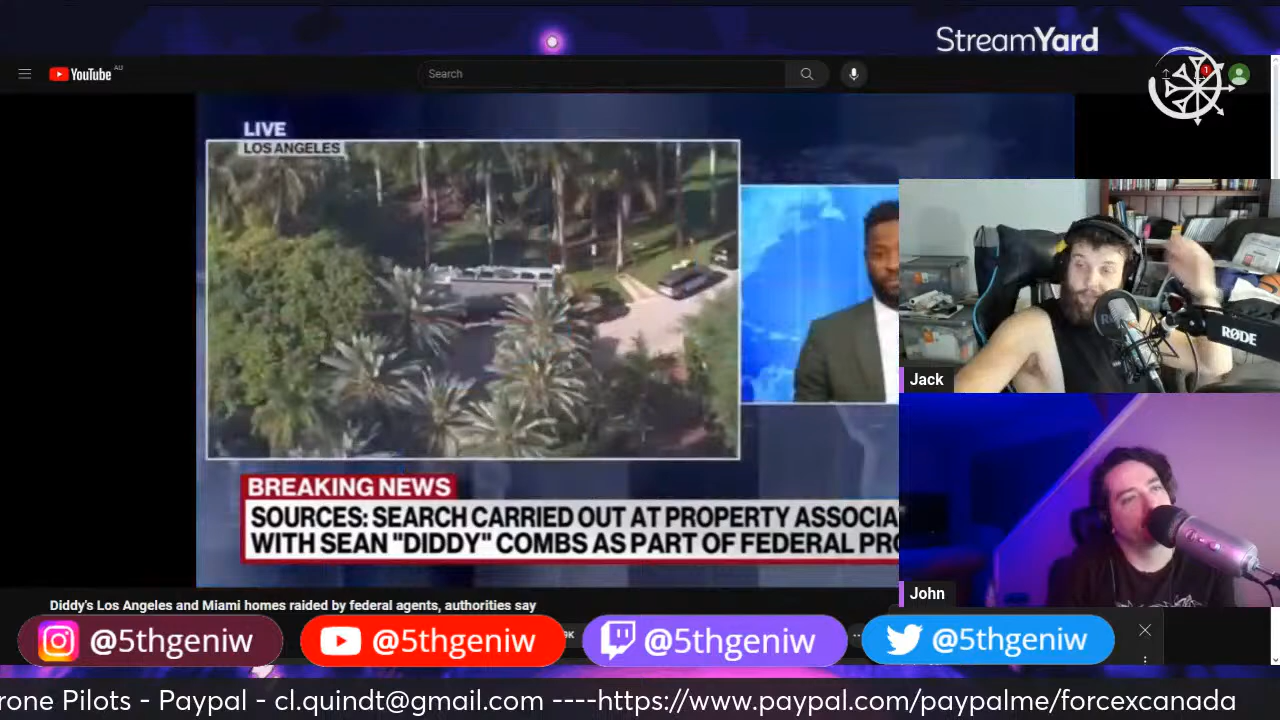 StreamYard
YouTube AU
Search
1
LIVE
LOS ANGELES
RØDE
Jack
BREAKING NEWS
SOURCES: SEARCH CARRIED OUT AT PROPERTY ASSOCIA
WITH SEAN "DIDDY" COMBS AS PART OF FEDERAL PRO
John
Diddy's Los Angeles and Miami homes raided by federal agents, authorities say
@5thgeniw @5thgeniw @5thgeniw @5thgeniw
rone Pilots - Paypal - cl.quindt@gmail.com ----https://www.paypal.com/paypalme/forcexcanada